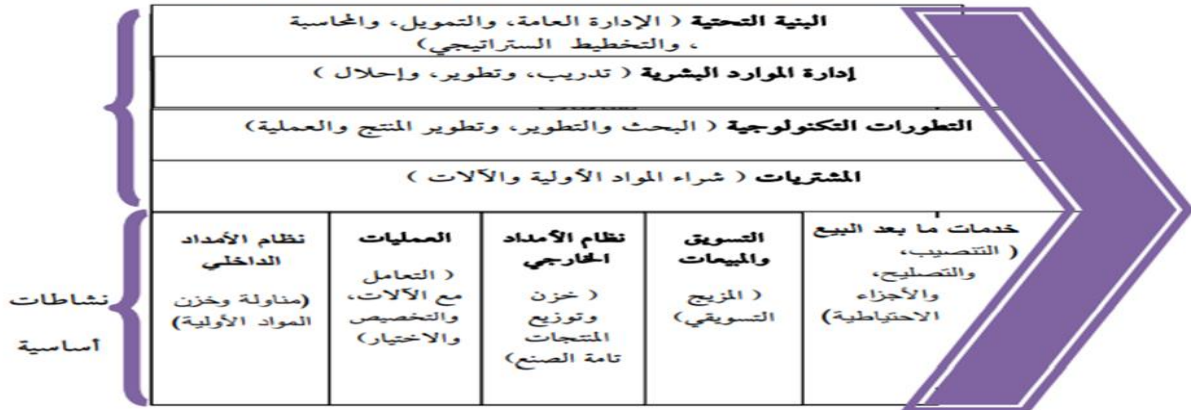 البنية التحتية ( الإدارة العامة، والتمويل، والمحاسبة
، والتخطيط الستراتيجي)
إدارة الموارد البشرية ( تدريب، وتطوير، وإحلال )
التطورات التكنولوجية ( البحث والتطوير، وتطوير المنتج والعملية)
المشتريات ( شراء المواد الأولية والآلات )
خدمات ما بعد البيع
( التنصيب،
والتصليح،
والأجزاء
الاحتياطية)
التسويق
والمبيعات
( المزيج
التسويقي)
نظام الأمداد
الخارجي
( خزن
وتوزيع
المنتجات
تامة الصنع)
العمليات
( التعامل
مع الآلات،
والتخصيص
والاختيار)
نظام الأمداد
الداخلي
(مناولة وخزن
المواد الأولية)
نشاطات
أساسية